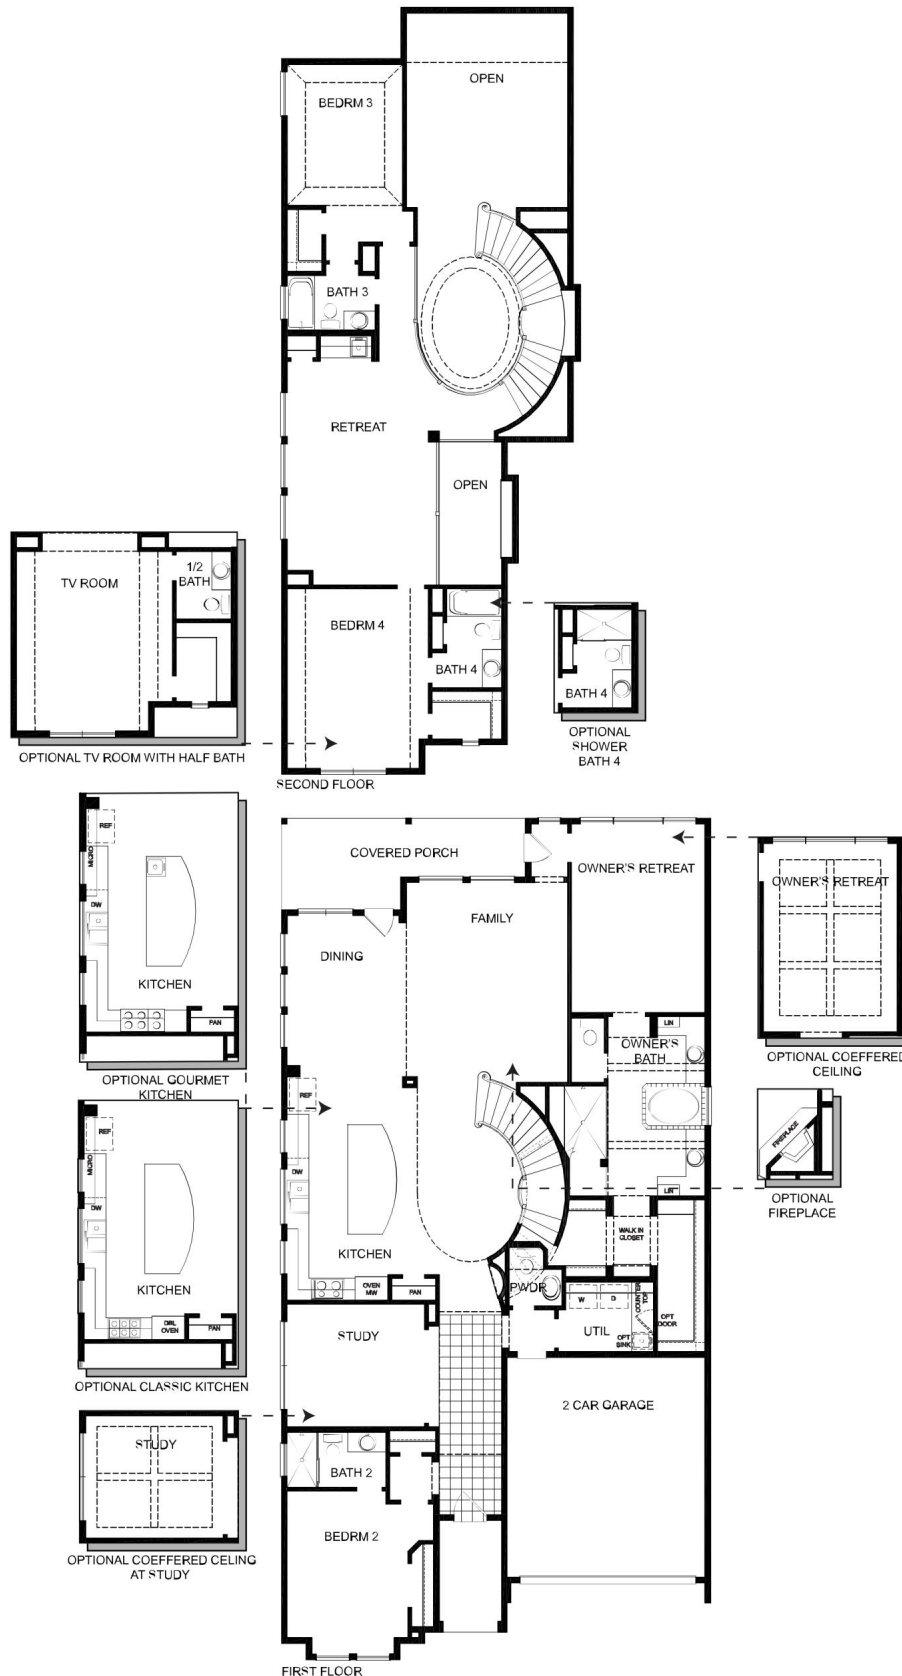 OPEN
BEDRM 3
BATH 3
RETREAT
OPEN
1/2
BATH
TV ROOM
BEDRM 4
BATH 4
BATH 4
OPTIONAL
SHOWER
BATH 4
OPTIONAL TV ROOM WITH HALF BATH
SECOND FLOOR
REF
MICRO
DW
KITCHEN
PAN
OPTIONAL GOURMET
KITCHEN
COVERED PORCH
OWNER'S RETREAT
FAMILY
DINING
OWNER'S RETREAT
OPTIONAL COEFFERED
CEILING
LIN
OWNER'S
BATH
REF
DW
KITCHEN
OVEN
MW
PAN
LIN
FIREPLACE
OPTIONAL
FIREPLACE
REF
MICRO
DW
KITCHEN
DBL
OVEN
PAN
OPTIONAL CLASSIC KITCHEN
WALK IN
CLOSET
PWDR
W
D
COUNTER
TOP
UTIL
OPT
SINK
OPT
DOOR
STUDY
2 CAR GARAGE
STUDY
OPTIONAL COEFFERED CELING
AT STUDY
BATH 2
BEDRM 2
FIRST FLOOR